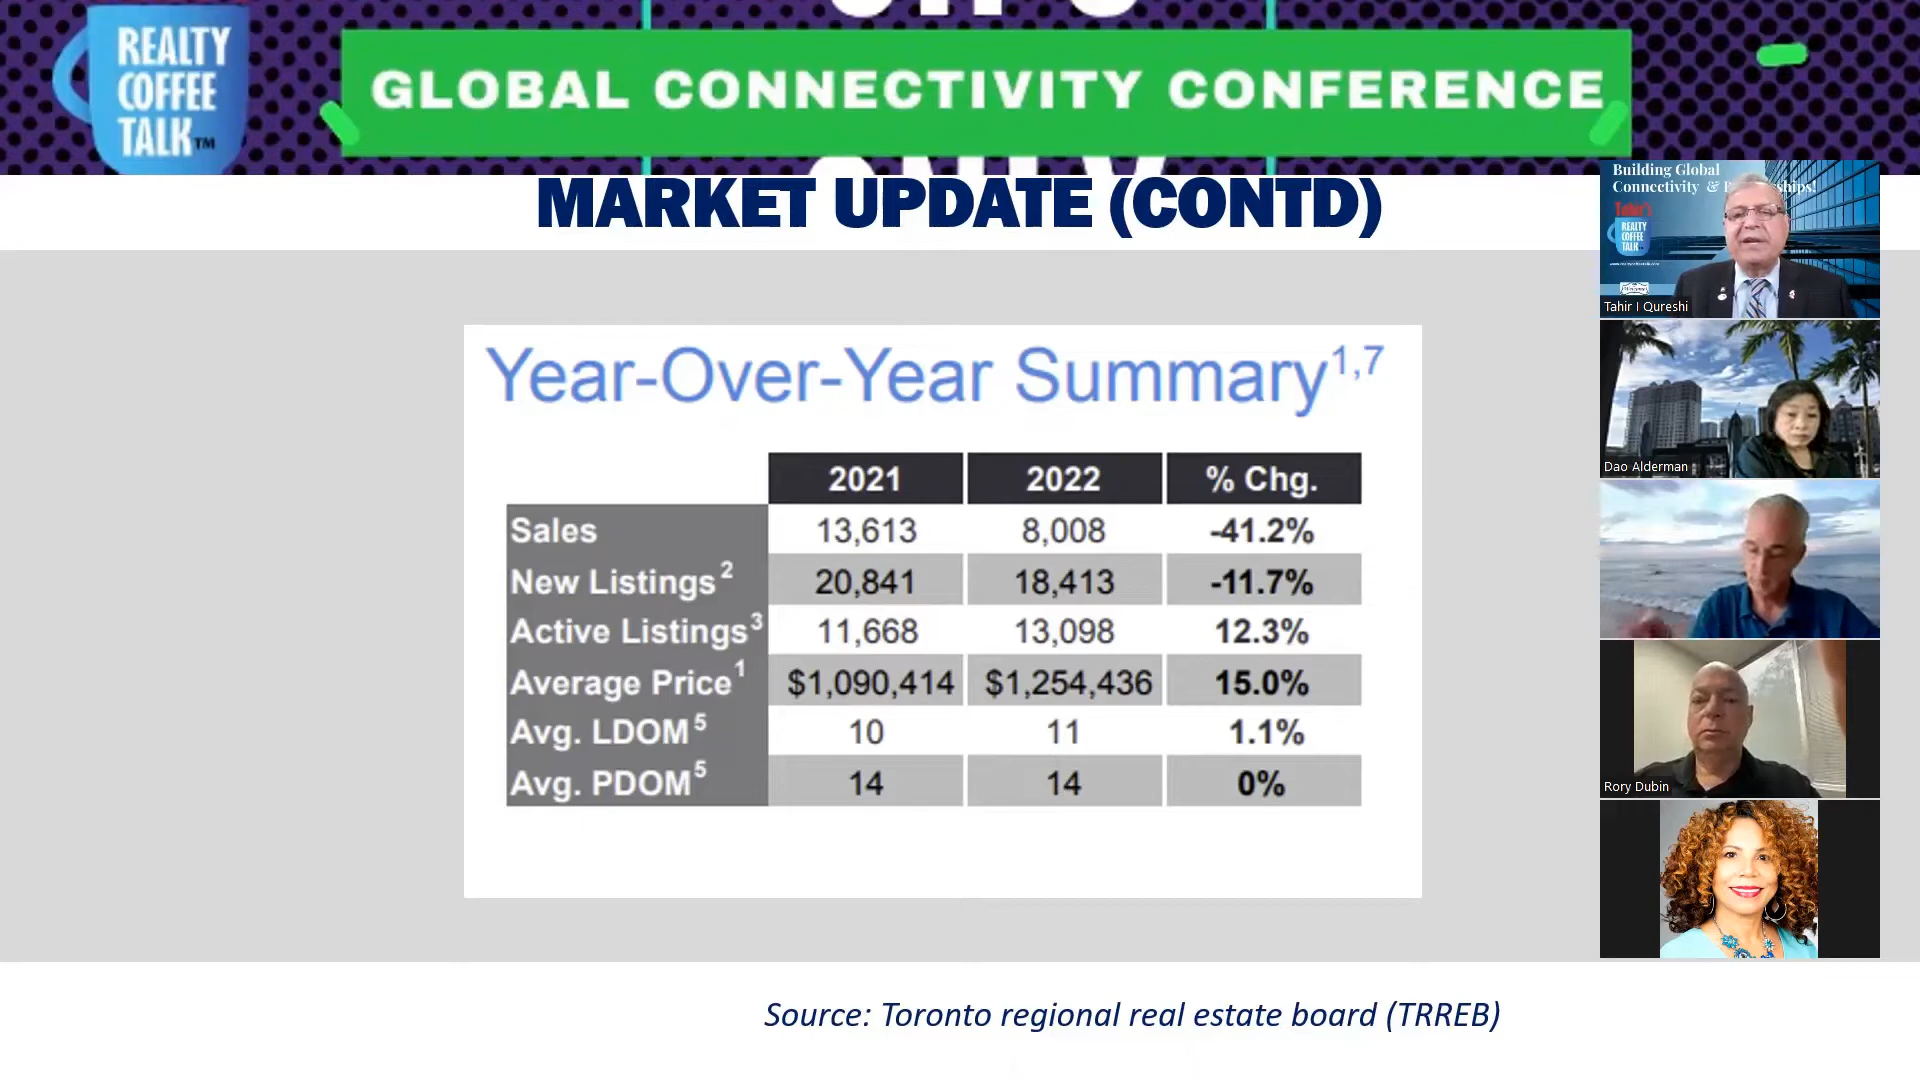 REALTY
COFFEE
TALK™
GLOBAL CONNECTIVITY CONFERENCE
MARKET UPDATE (CONTD)
Building Global
Connectivity &
Tahir's
REALTY
COFFEE
TALK
Tahir I Qureshi
Dao Alderman
Rory Dubin
Year-Over-Year Summary1,7
2021 2022 % Chg.
Sales 13,613 8,008 -41.2%
New Listings2 20,841 18,413 -11.7%
Active Listings3 11,668 13,098 12.3%
Average Price1 $1,090,414 $1,254,436 15.0%
Avg. LDOM5 10 11 1.1%
Avg. PDOM5 14 14 0%
Source: Toronto regional real estate board (TRREB)